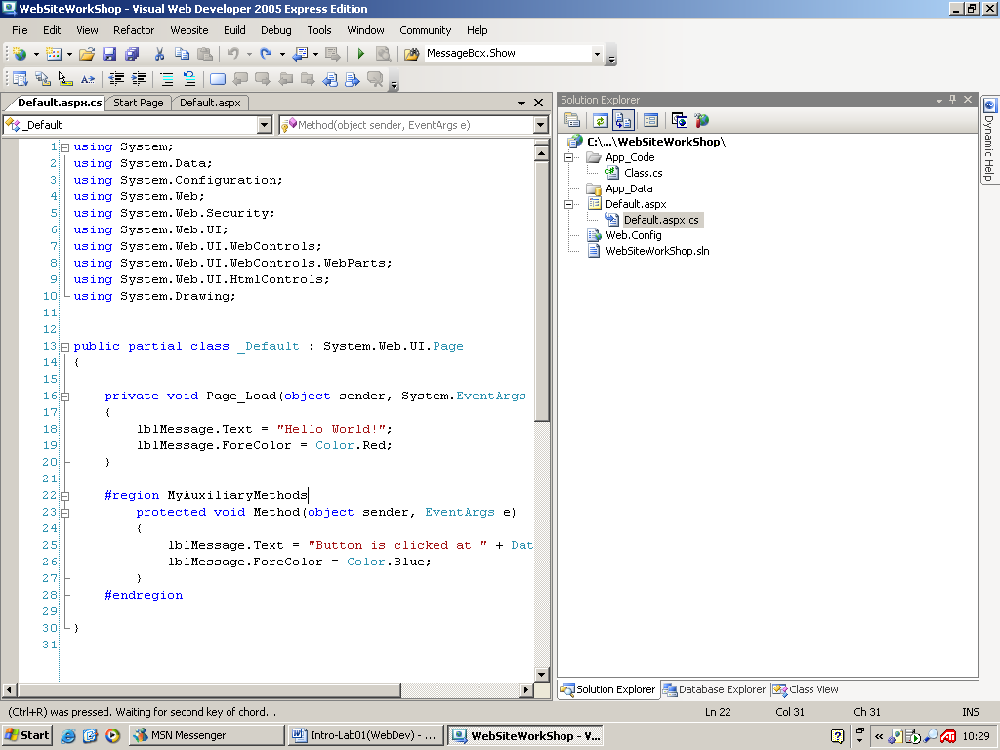 WebSiteWorkShop - Visual Web Developer 2005 Express Edition
File Edit View Refactor Website Build Debug Tools Window Community Help
MessageBox.Show
Default.aspx.cs Start Page Default.aspx
_Default Method(object sender, EventArgs e)
1 using System;
2 using System.Data;
3 using System.Configuration;
4 using System.Web;
5 using System.Web.Security;
6 using System.Web.UI;
7 using System.Web.UI.WebControls;
8 using System.Web.UI.WebControls.WebParts;
9 using System.Web.UI.HtmlControls;
10 using System.Drawing;
11
12
13 public partial class _Default : System.Web.UI.Page
14 {
15
16 private void Page_Load(object sender, System.EventArgs
17 {
18 lblMessage.Text = "Hello World!";
19 lblMessage.ForeColor = Color.Red;
20 }
21
22 #region MyAuxiliaryMethods
23 protected void Method(object sender, EventArgs e)
24 {
25 lblMessage.Text = "Button is clicked at " + Dat
26 lblMessage.ForeColor = Color.Blue;
27 }
28 #endregion
29
30 }
31
Solution Explorer
C:\...\WebSiteWorkShop\
App_Code
Class.cs
App_Data
Default.aspx
Default.aspx.cs
Web.Config
WebSiteWorkShop.sln
Dynamic Help
Solution Explorer Database Explorer Class View
(Ctrl+R) was pressed. Waiting for second key of chord... Ln 22 Col 31 Ch 31 INS
Start MSN Messenger Intro-Lab01(WebDev) - ... WebSiteWorkShop - V... 10:29